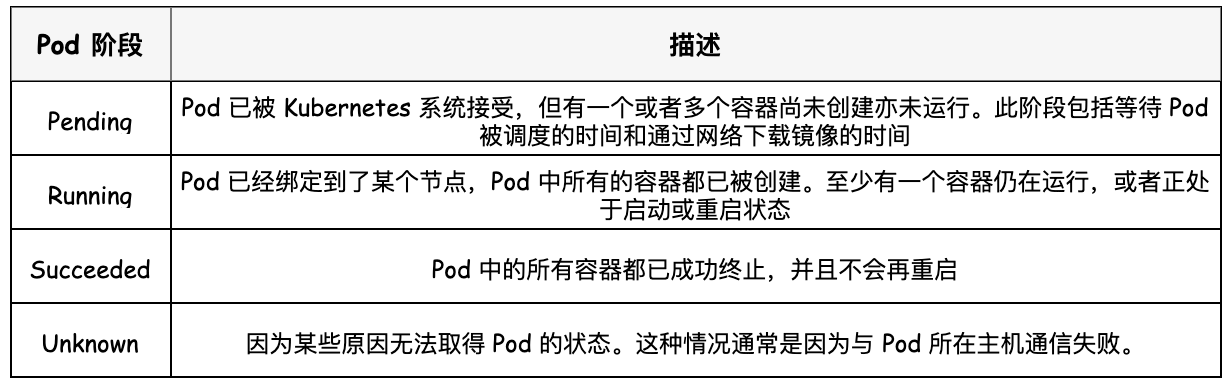 Pod 阶段
描述
Pending
Pod 已被 Kubernetes 系统接受，但有一个或者多个容器尚未创建亦未运行。此阶段包括等待 Pod
被调度的时间和通过网络下载镜像的时间
Running
Pod 已经绑定到了某个节点，Pod 中所有的容器都已被创建。至少有一个容器仍在运行，或者正处
于启动或重启状态
Succeeded
Pod 中的所有容器都已成功终止，并且不会再重启
Unknown
因为某些原因无法取得 Pod 的状态。这种情况通常是因为与 Pod 所在主机通信失败。